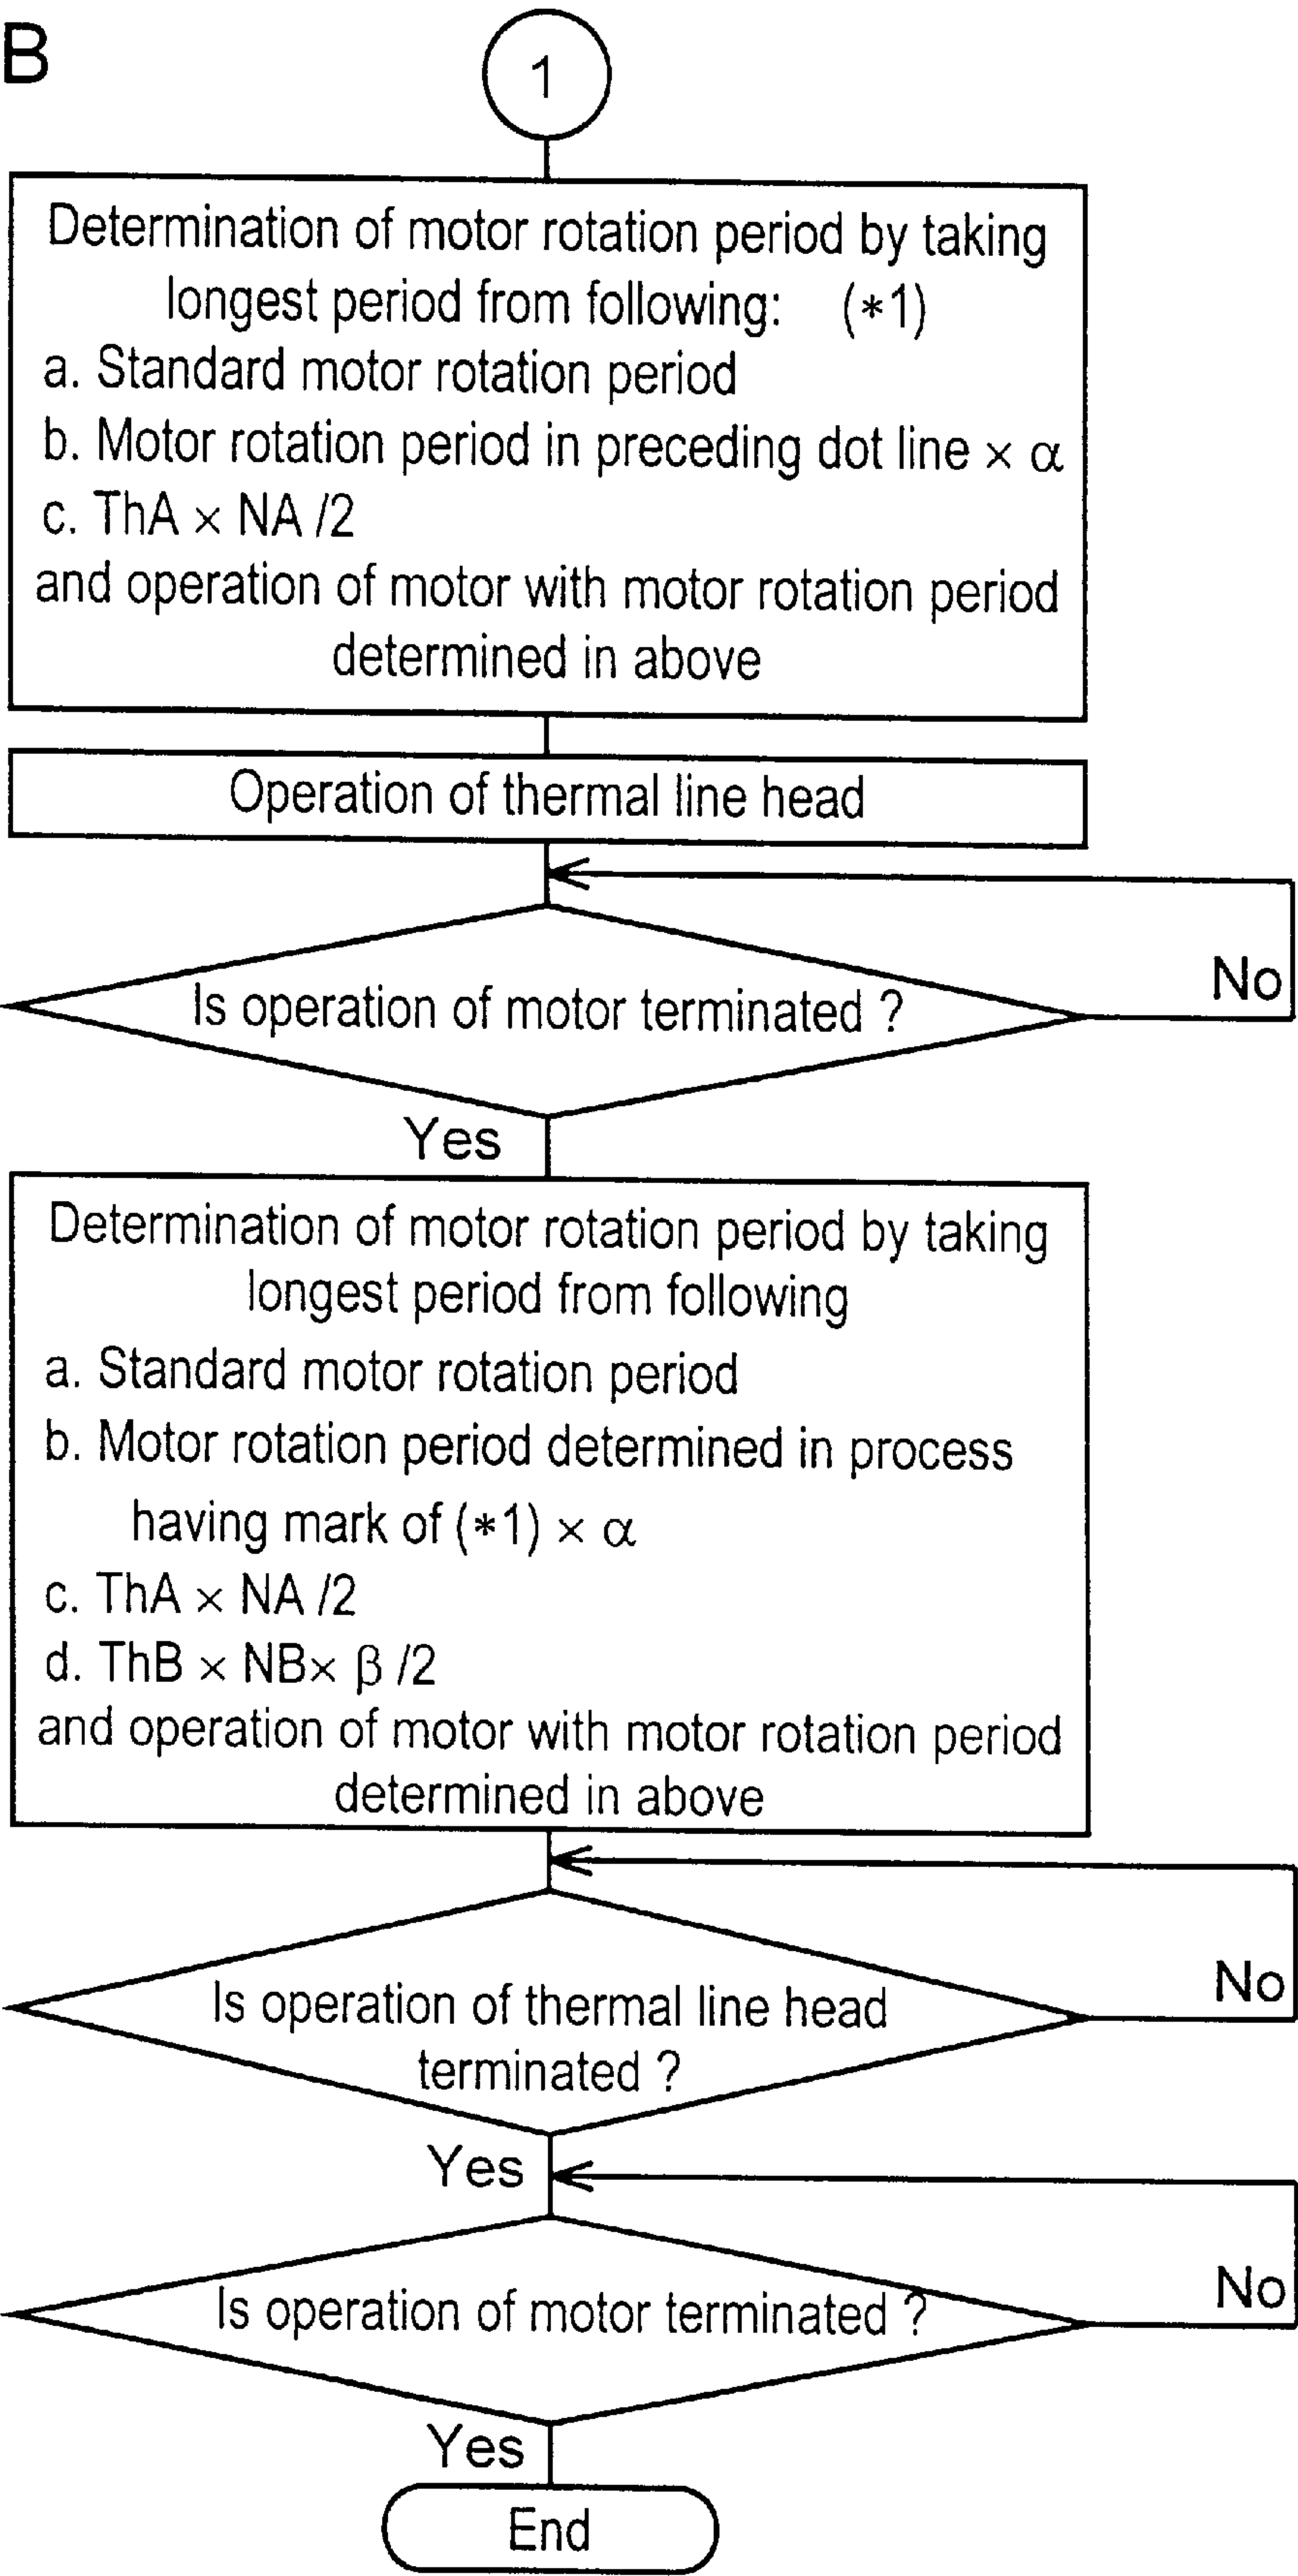 B
1
Determination of motor rotation period by taking
longest period from following: (*1)
a. Standard motor rotation period
b. Motor rotation period in preceding dot line × α
c. ThA × NA /2
and operation of motor with motor rotation period
determined in above
Operation of thermal line head
Is operation of motor terminated ?
No
Yes
Determination of motor rotation period by taking
longest period from following
a. Standard motor rotation period
b. Motor rotation period determined in process
having mark of (*1) × α
c. ThA × NA /2
d. ThB × NB× β /2
and operation of motor with motor rotation period
determined in above
Is operation of thermal line head
terminated ?
No
Yes
Is operation of motor terminated ?
No
Yes
End